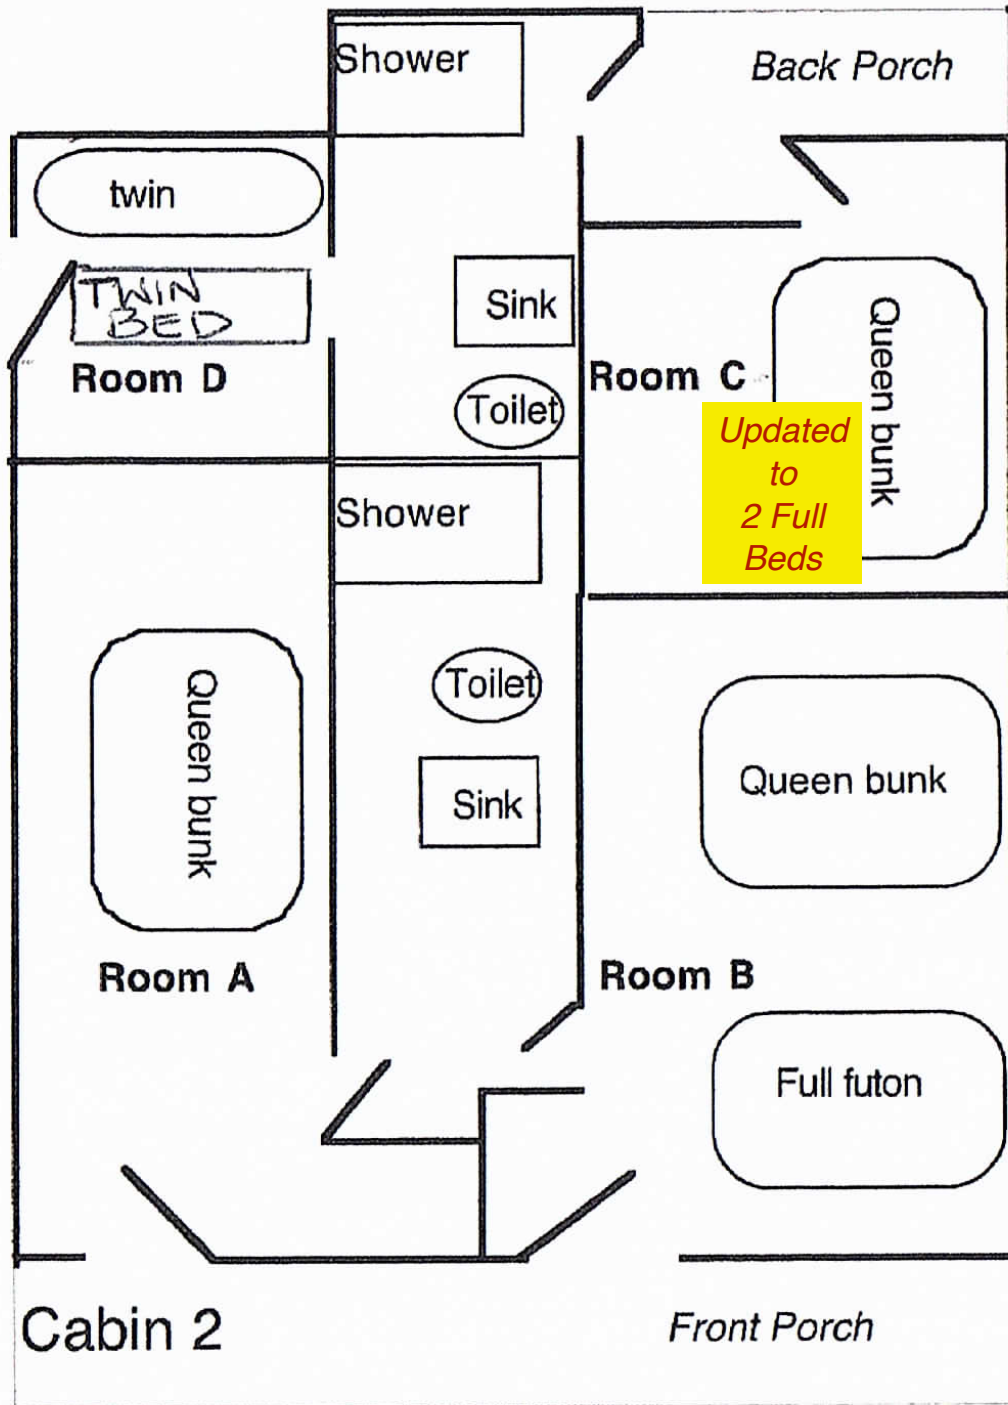 Shower
Back Porch
twin
TWIN
BED
Sink
Room D
Room C
Queen bunk
Toilet
Updated
to
2 Full
Beds
Shower
Queen bunk
Toilet
Queen bunk
Sink
Room A
Room B
Full futon
Cabin 2
Front Porch